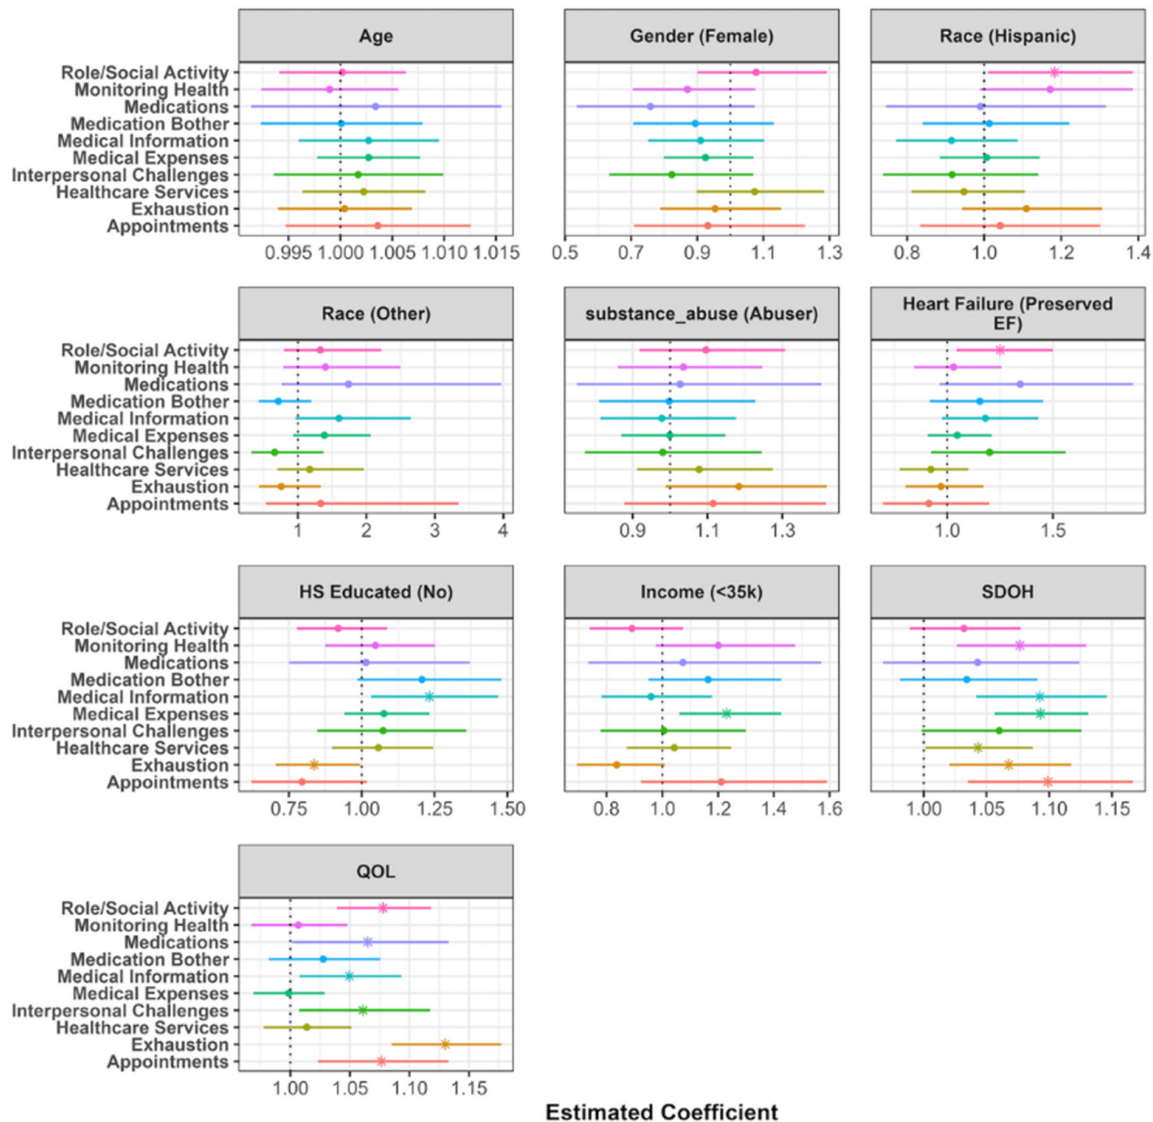 Age
Gender (Female)
Race (Hispanic)
Role/Social Activity
Monitoring Health
Medications
Medication Bother
Medical Information
Medical Expenses
Interpersonal Challenges
Healthcare Services
Exhaustion
Appointments
0.995 1.000 1.005 1.010 1.015
0.5 0.7 0.9 1.1 1.3
0.8 1.0 1.2 1.4
Race (Other)
substance_abuse (Abuser)
Heart Failure (Preserved
EF)
Role/Social Activity
Monitoring Health
Medications
Medication Bother
Medical Information
Medical Expenses
Interpersonal Challenges
Healthcare Services
Exhaustion
Appointments
1 2 3 4
0.9 1.1 1.3
1.0 1.5
HS Educated (No)
Income (<35k)
SDOH
Role/Social Activity
Monitoring Health
Medications
Medication Bother
Medical Information
Medical Expenses
Interpersonal Challenges
Healthcare Services
Exhaustion
Appointments
0.75 1.00 1.25 1.50
0.8 1.0 1.2 1.4 1.6
1.00 1.05 1.10 1.15
QOL
Role/Social Activity
Monitoring Health
Medications
Medication Bother
Medical Information
Medical Expenses
Interpersonal Challenges
Healthcare Services
Exhaustion
Appointments
1.00 1.05 1.10 1.15
Estimated Coefficient